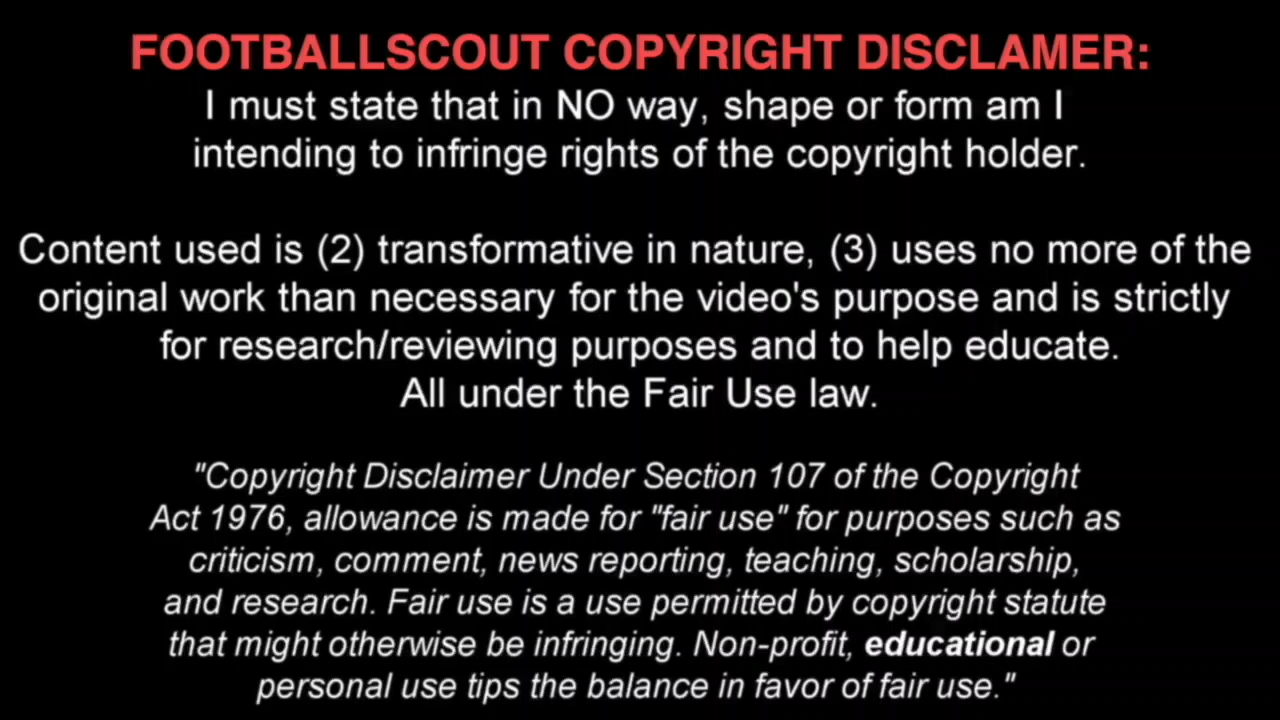 FOOTBALLSCOUT COPYRIGHT DISCLAMER:
I must state that in NO way, shape or form am I
intending to infringe rights of the copyright holder.
Content used is (2) transformative in nature, (3) uses no more of the
original work than necessary for the video's purpose and is strictly
for research/reviewing purposes and to help educate.
All under the Fair Use law.
"Copyright Disclaimer Under Section 107 of the Copyright
Act 1976, allowance is made for "fair use" for purposes such as
criticism, comment, news reporting, teaching, scholarship,
and research. Fair use is a use permitted by copyright statute
that might otherwise be infringing. Non-profit, educational or
personal use tips the balance in favor of fair use."